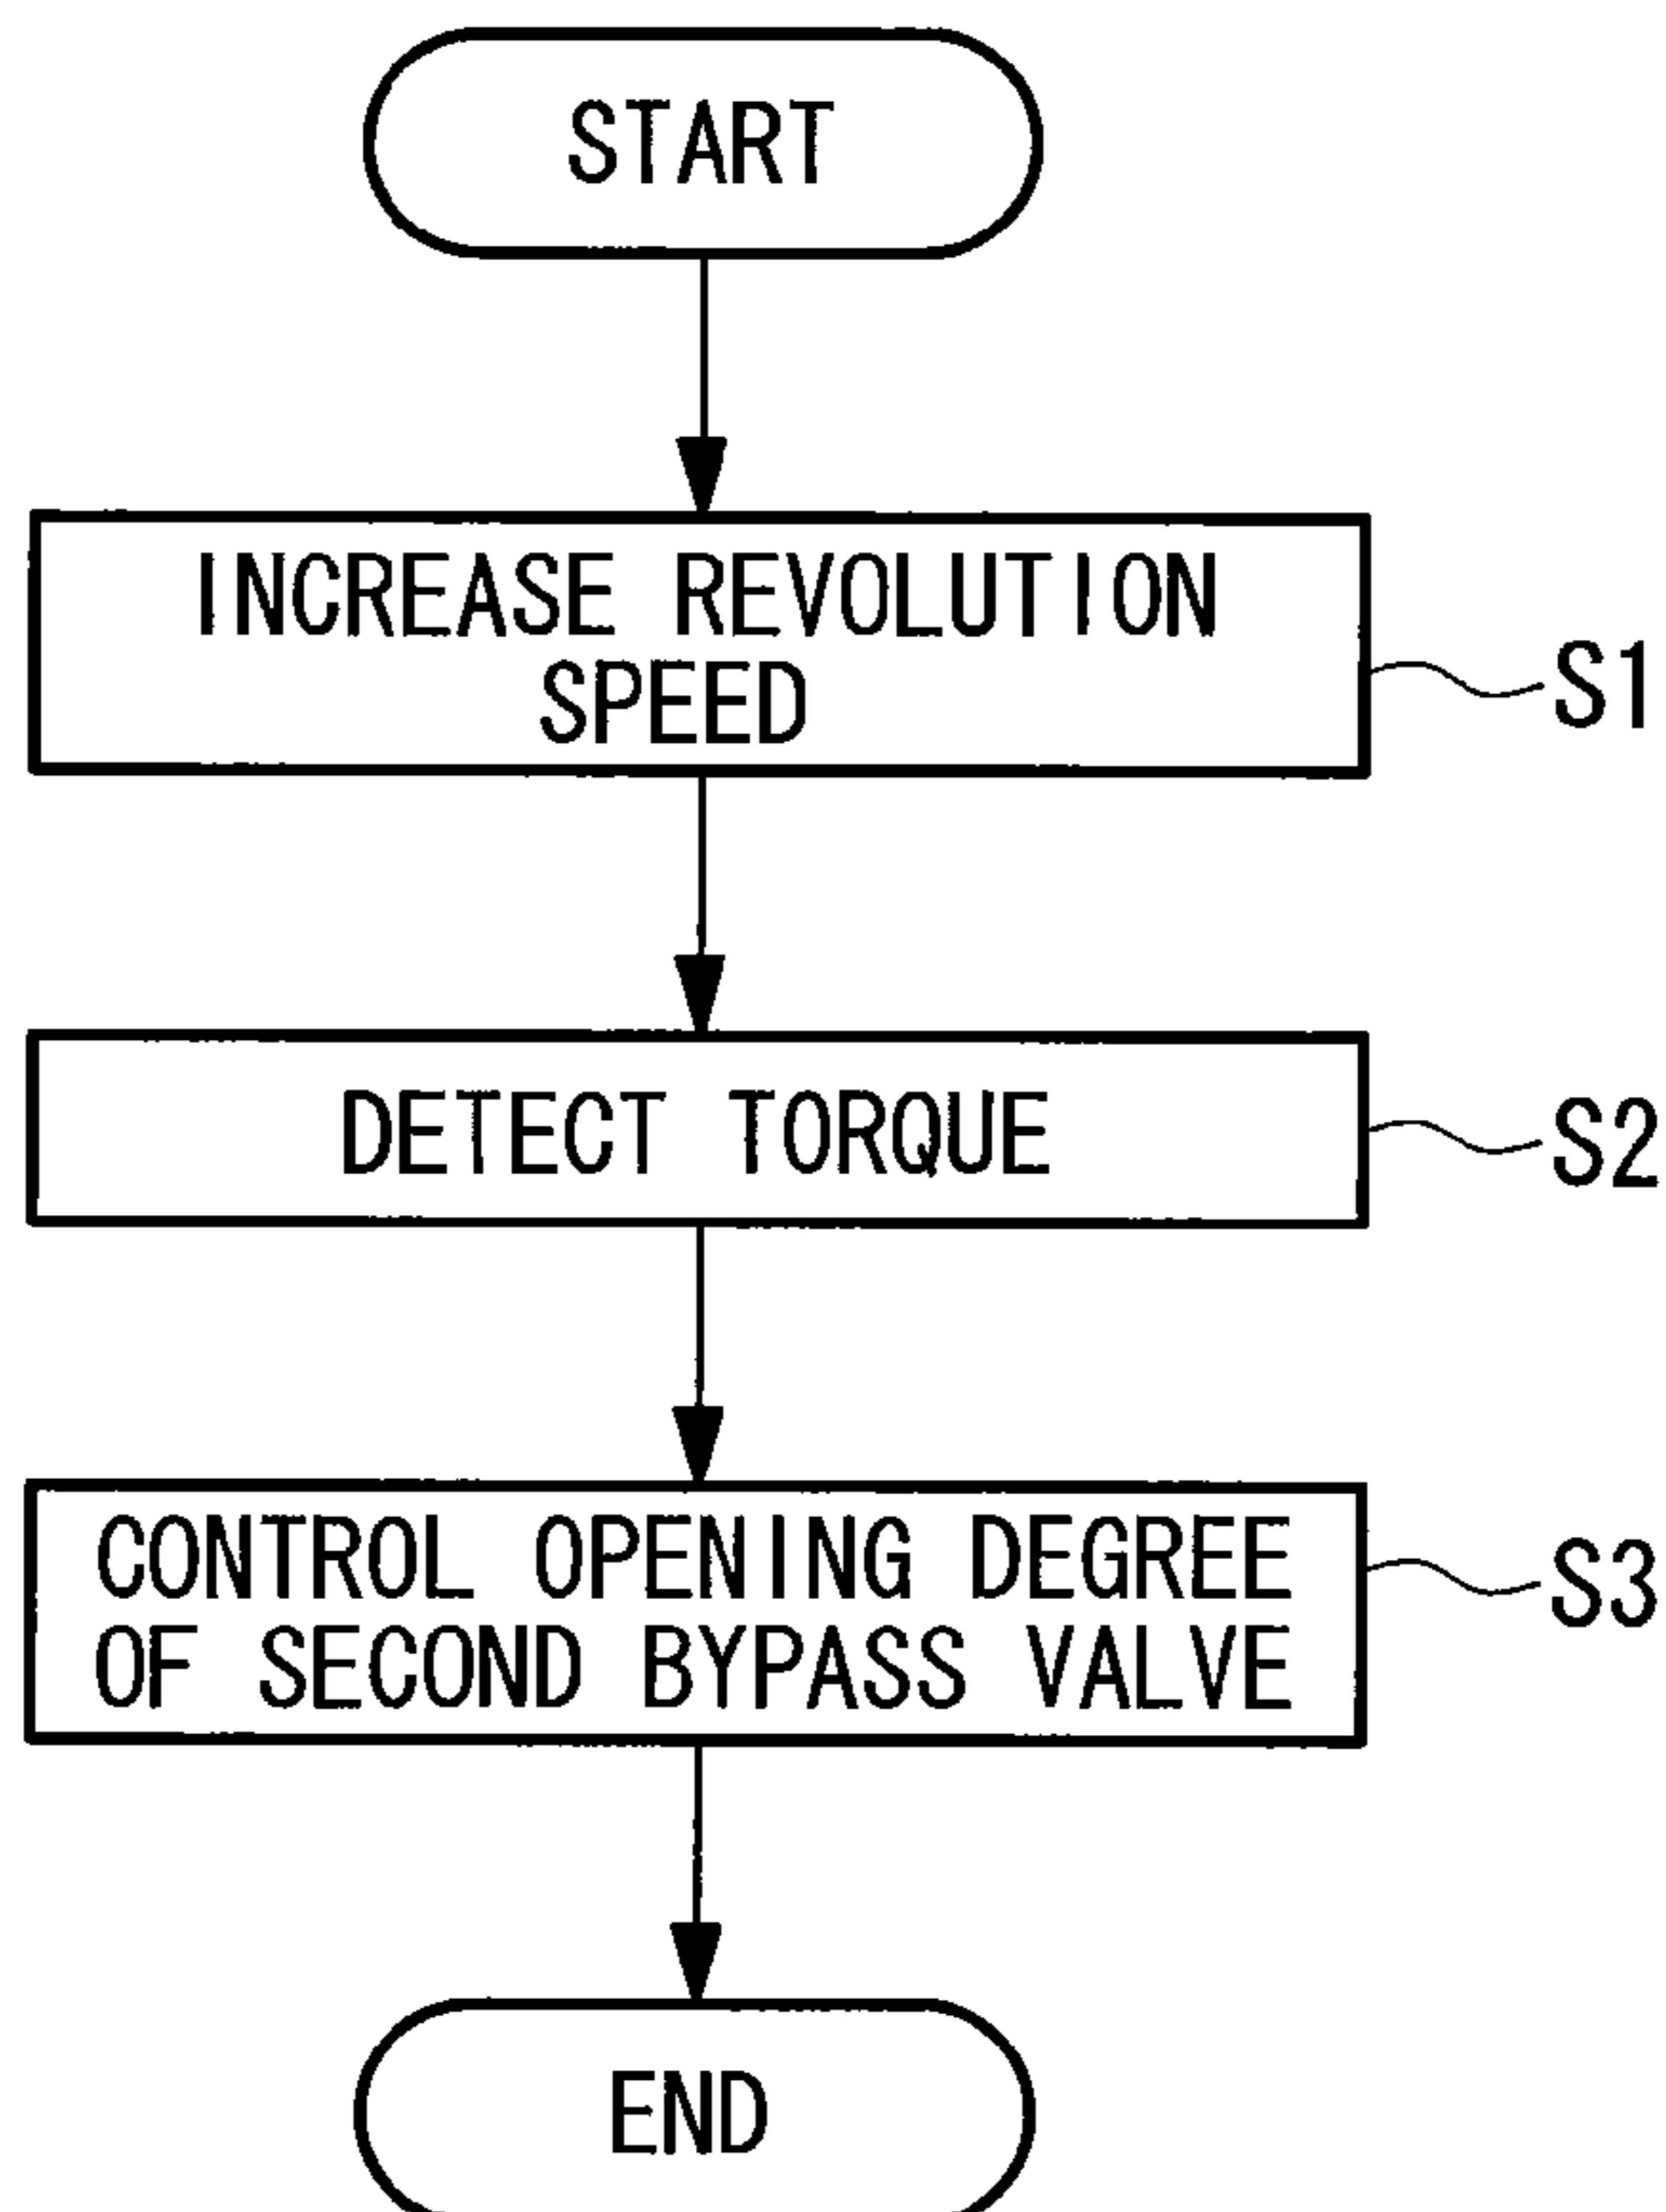 START
INCREASE REVOLUTION
SPEED
S1
DETECT TORQUE
S2
CONTROL OPENING DEGREE
OF SECOND BYPASS VALVE
S3
END